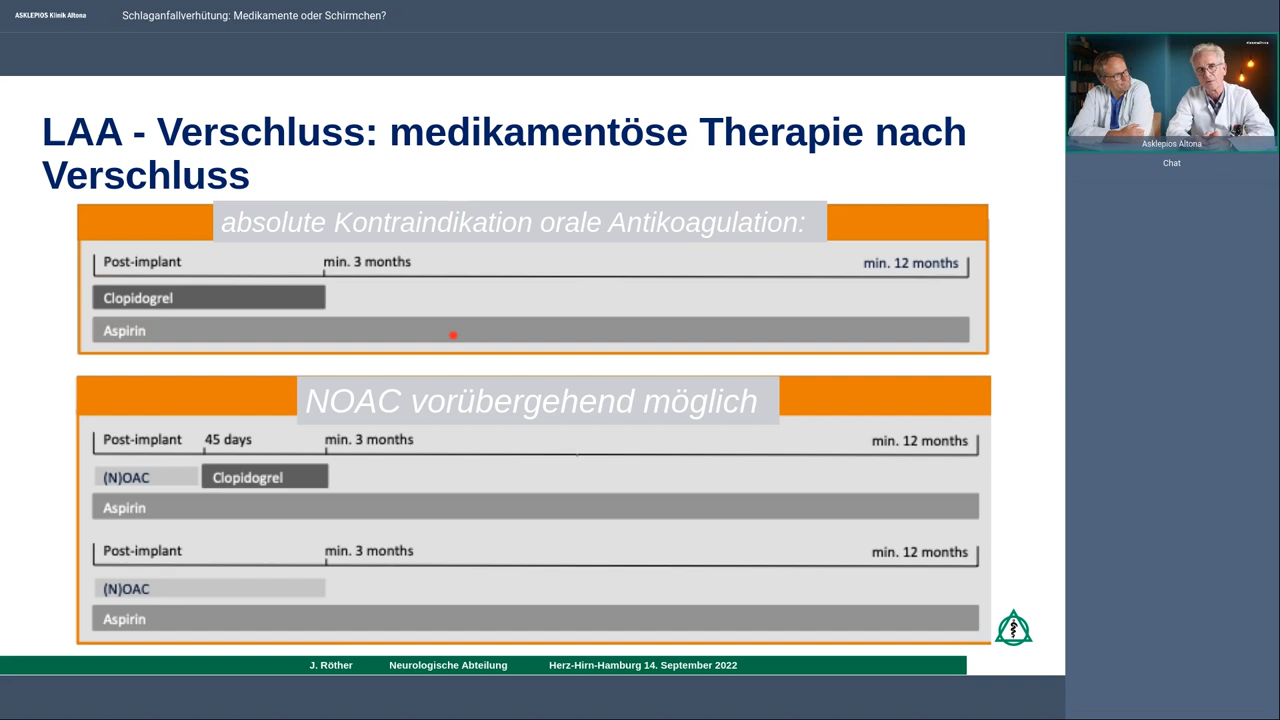 ASKLEPIOS Klinik Altona
Schlaganfallverhütung: Medikamente oder Schirmchen?
LAA - Verschluss: medikamentöse Therapie nach
Verschluss
absolute Kontraindikation orale Antikoagulation:
Post-implant min. 3 months min. 12 months
Clopidogrel
Aspirin
NOAC vorübergehend möglich
Post-implant 45 days min. 3 months min. 12 months
(N)OAC Clopidogrel
Aspirin
Post-implant min. 3 months min. 12 months
(N)OAC
Aspirin
J. Röther Neurologische Abteilung Herz-Hirn-Hamburg 14. September 2022
Asklepios Altona
Chat